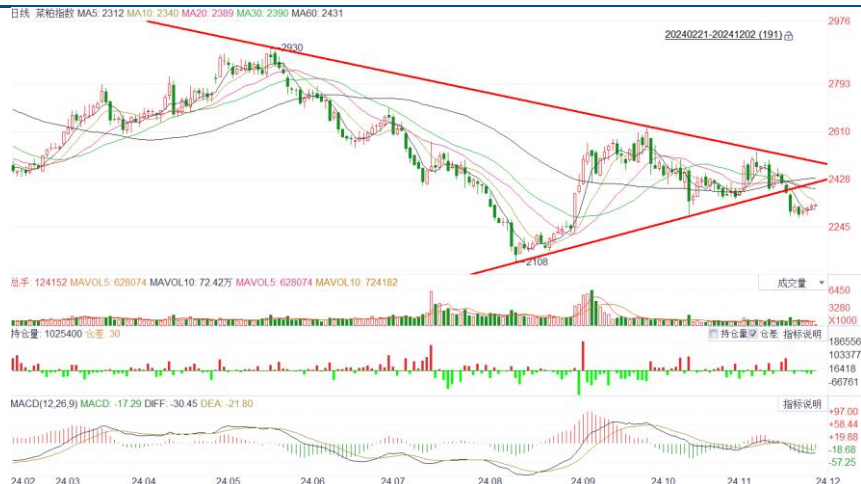 日线 菜粕指数 MA5: 2312 MA10: 2340 MA20: 2389 MA30: 2390 MA60: 2431
20240221-20241202 (191)
2976
2930
2793
2610
2428
2245
2108
总手: 124152 MAVOL5: 628074 MAVOL10: 72.42万 MAVOL5: 628074 MAVOL10: 724182
成交量
6450
3280
X1000
持仓量: 1025400 仓差: 30
持仓量 仓差 指标说明
186556
103377
16418
-66761
MACD(12,26,9) MACD: -17.29 DIFF: -30.45 DEA: -21.80
指标说明
+97.00
+58.44
+19.88
-18.68
-57.25
24.02 24.03 24.04 24.05 24.06 24.07 24.08 24.09 24.10 24.11 24.12